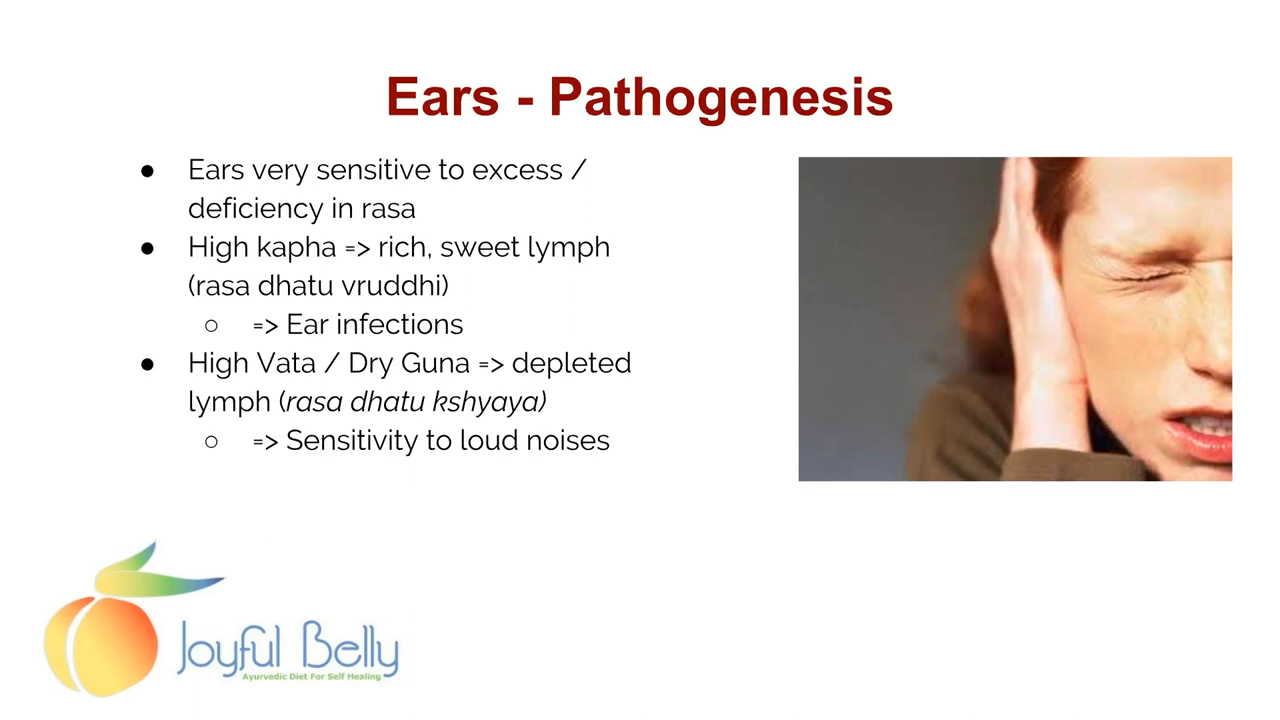 Ears - Pathogenesis
● Ears very sensitive to excess /
deficiency in rasa
● High kapha => rich, sweet lymph
(rasa dhatu vruddhi)
○ => Ear infections
● High Vata / Dry Guna => depleted
lymph (rasa dhatu kshyaya)
○ => Sensitivity to loud noises
Joyful Belly
Ayurvedic Diet For Self Healing